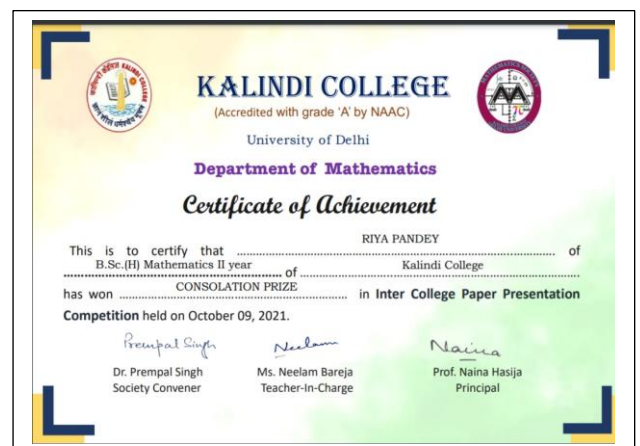 KALINDI COLLEGE
(Accredited with grade 'A' by NAAC)
University of Delhi
Department of Mathematics
Certificate of Achievement
This is to certify that RIYA PANDEY of
B.Sc.(H) Mathematics II year of Kalindi College
has won CONSOLATION PRIZE in Inter College Paper Presentation
Competition held on October 09, 2021.
Prempal Singh Neelam Naina
Dr. Prempal Singh Ms. Neelam Bareja Prof. Naina Hasija
Society Convener Teacher-In-Charge Principal